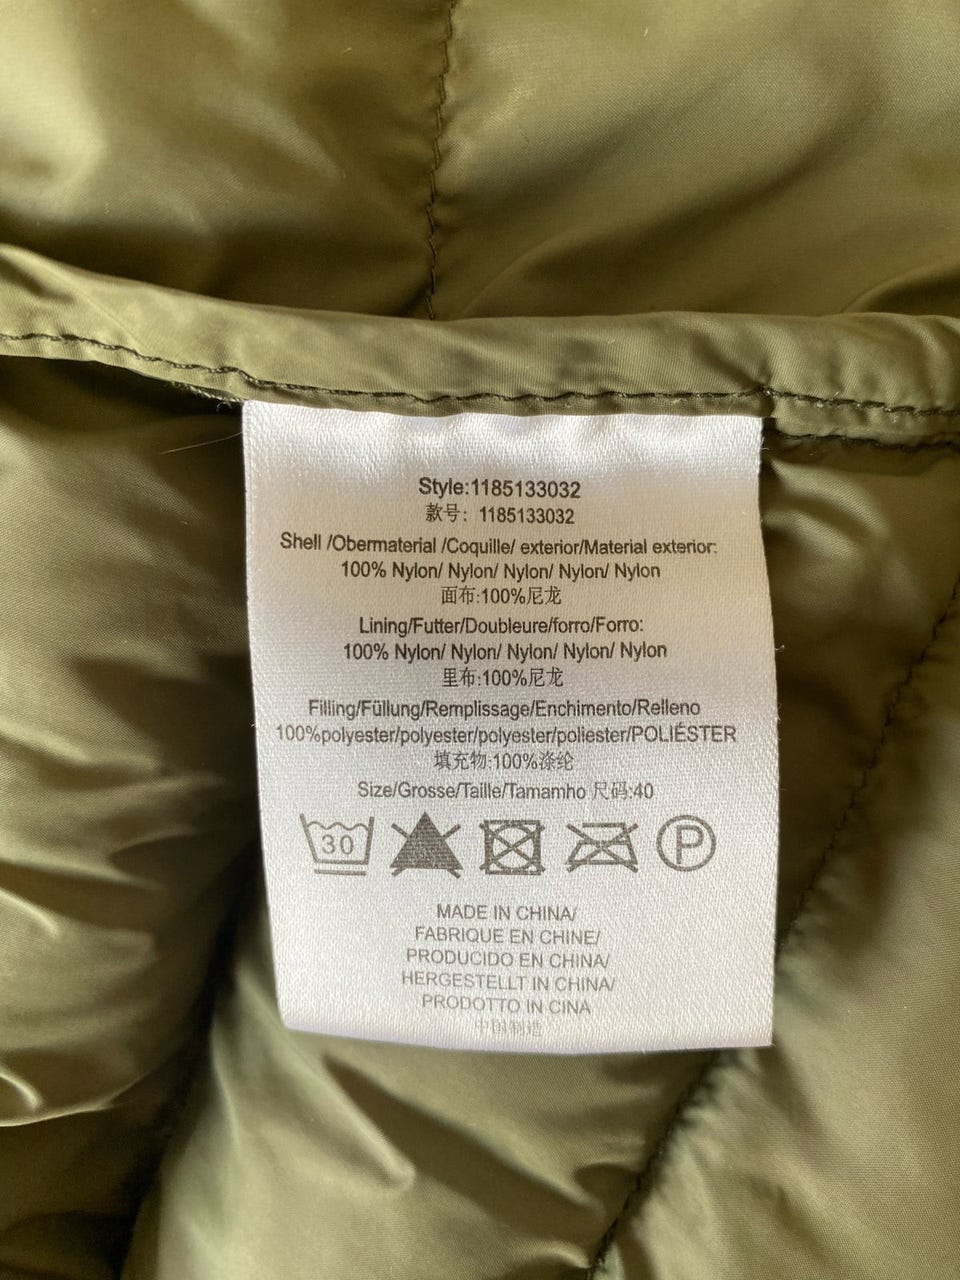 Style:1185133032
款号: 1185133032
Shell /Obermaterial /Coquille/ exterior/Material exterior:
100% Nylon/ Nylon/ Nylon/ Nylon/ Nylon
面布:100%尼龙
Lining/Futter/Doubleure/forro/Forro:
100% Nylon/ Nylon/ Nylon/ Nylon/ Nylon
里布:100%尼龙
Filling/Füllung/Remplissage/Enchimento/Relleno
100%polyester/polyester/polyester/poliester/POLIÉSTER
填充物:100%涤纶
Size/Grosse/Taille/Tamamho 尺码:40
30 P
MADE IN CHINA/
FABRIQUE EN CHINE/
PRODUCIDO EN CHINA/
HERGESTELLT IN CHINA/
PRODOTTO IN CINA
中国制造